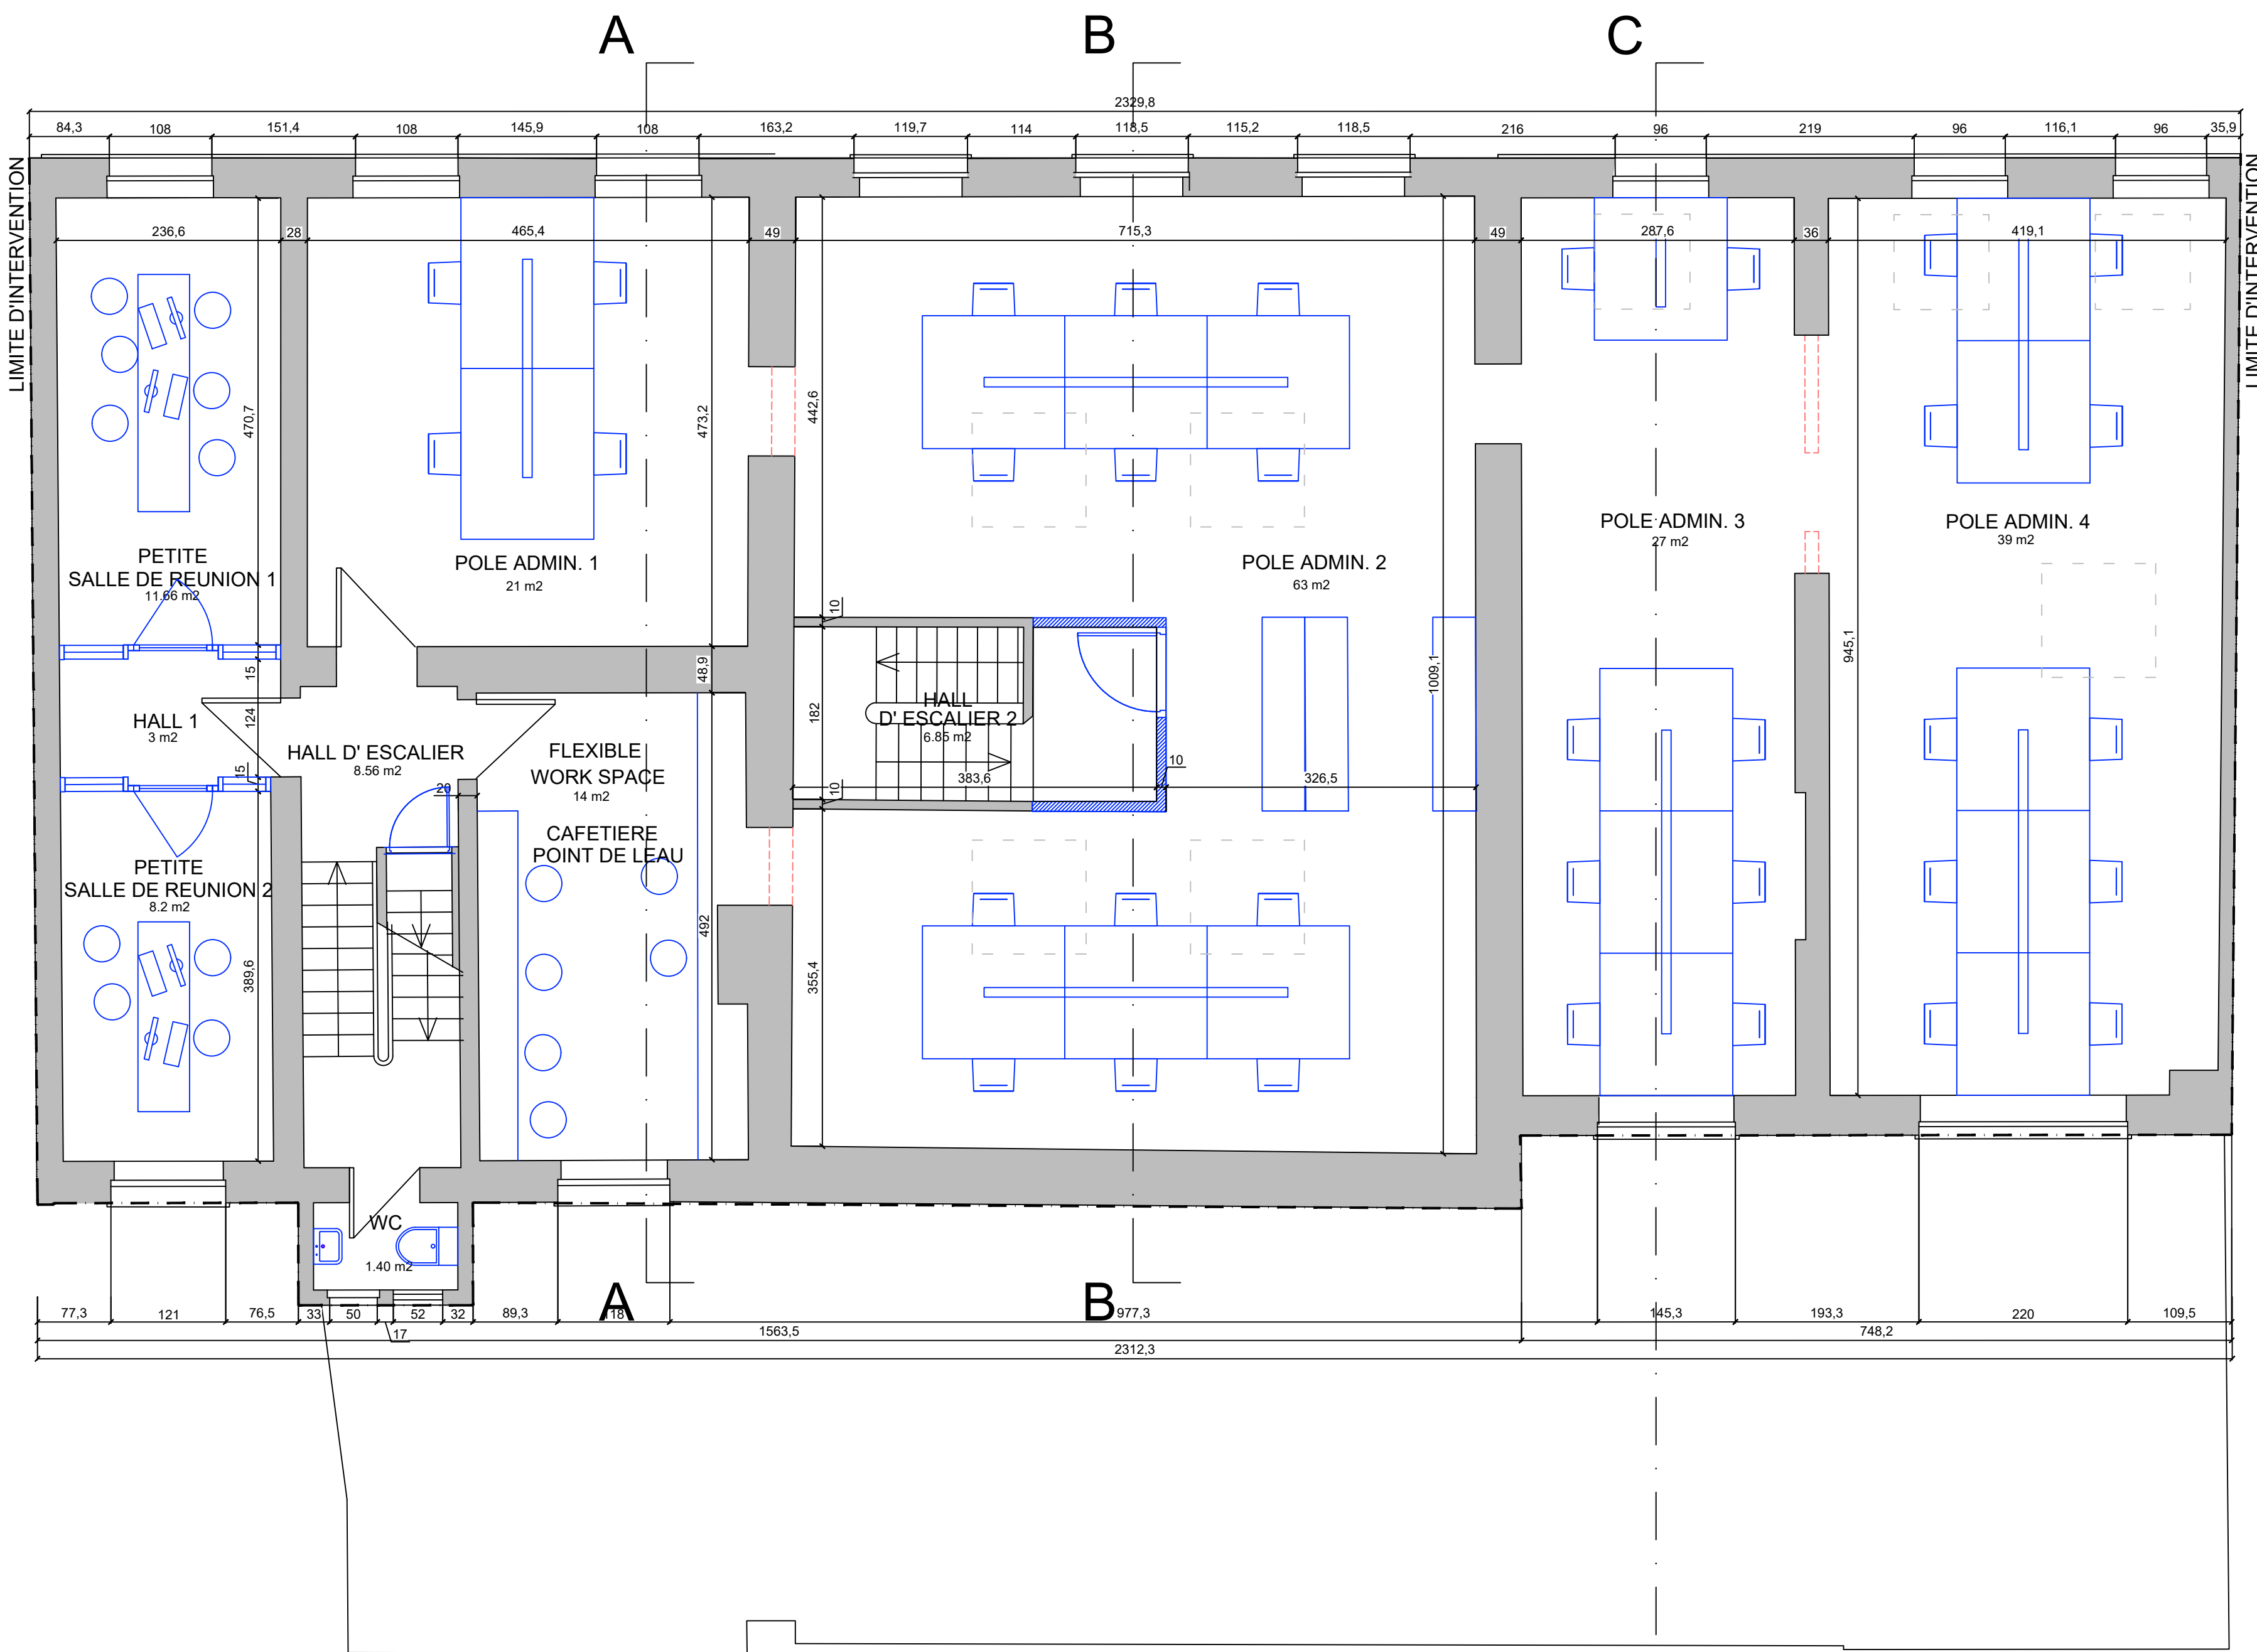 A B C
2329,8
84,3 108 151,4 108 145,9 108 163,2 119,7 114 118,5 115,2 118,5 216 96 219 96 116,1 96 35,9
LIMITE D'INTERVENTION
LIMITE D'INTERVENTION
236,6 28 465,4 49 715,3 49 287,6 36 419,1
470,7
473,2
442,6
PETITE
SALLE DE REUNION 1
11.66 m2
POLE ADMIN. 1
21 m2
POLE ADMIN. 2
63 m2
POLE ADMIN. 3
27 m2
POLE ADMIN. 4
39 m2
10
945,1
1009,1
48,9
15
124
15
182
HALL 1
3 m2
HALL D' ESCALIER
8.56 m2
FLEXIBLE
WORK SPACE
14 m2
HALL
D' ESCALIER 2
6.85 m2
383,6
10
326,5
10
20
CAFETIERE
POINT DE LEAU
PETITE
SALLE DE REUNION 2
8.2 m2
389,6
492
355,4
WC
1.40 m2
A B
77,3 121 76,5 33 50 52 32 89,3 118 977,3 145,3 193,3 220 109,5
17
1563,5 748,2
2312,3